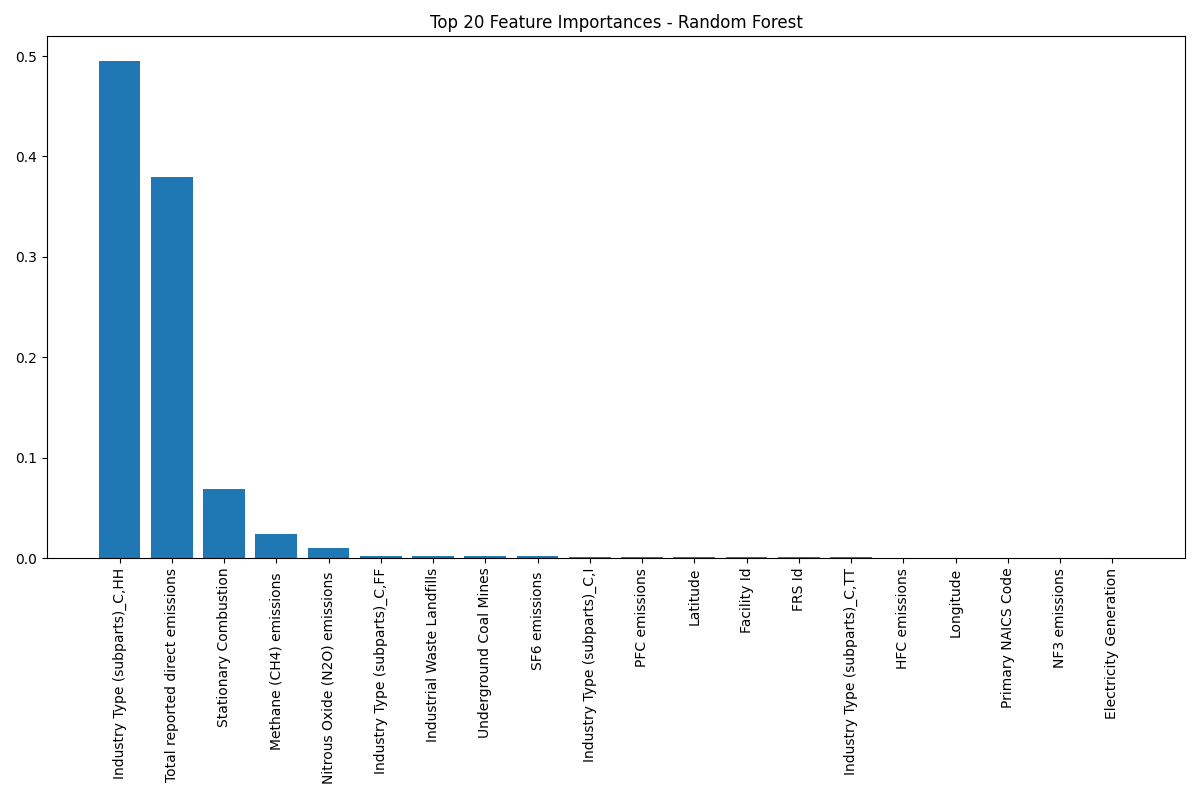 Top 20 Feature Importances - Random Forest
0.5
0.4
0.3
0.2
0.1
0.0
Industry Type (subparts)_C,HH
Total reported direct emissions
Stationary Combustion
Methane (CH4) emissions
Nitrous Oxide (N2O) emissions
Industry Type (subparts)_C,FF
Industrial Waste Landfills
Underground Coal Mines
SF6 emissions
Industry Type (subparts)_C,I
PFC emissions
Latitude
Facility Id
FRS Id
Industry Type (subparts)_C,TT
HFC emissions
Longitude
Primary NAICS Code
NF3 emissions
Electricity Generation